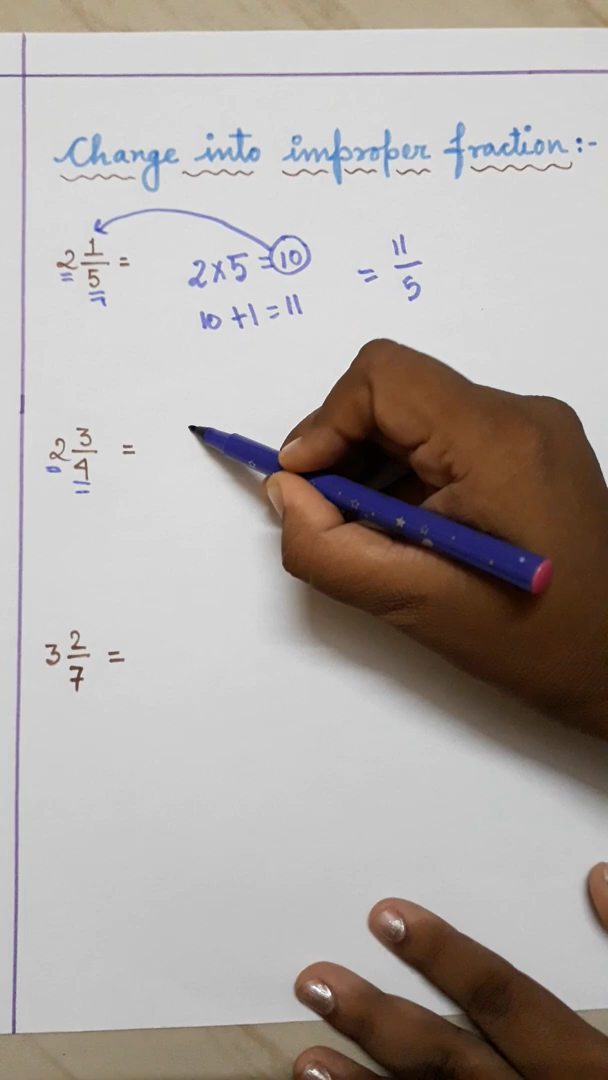 Change into improper fraction:-
2 1/5 = 2×5=10 = 11/5
10+1=11
2 3/4 =
3 2/7 =